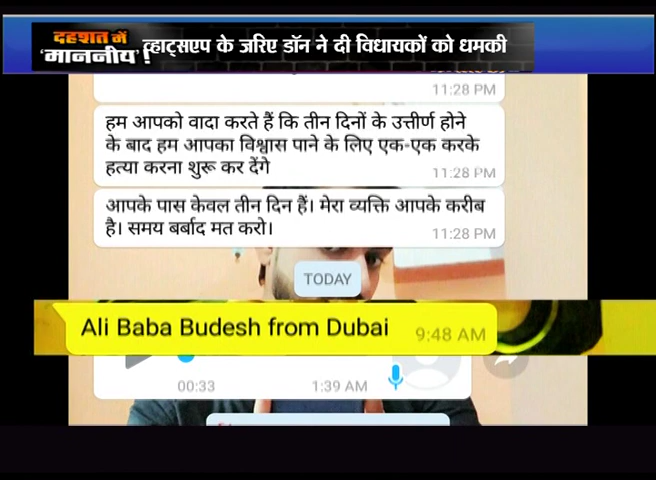 दहशत में
'माननीय' !
व्हाट्सएप के जरिए डॉन ने दी विधायकों को धमकी
11:28 PM
हम आपको वादा करते हैं कि तीन दिनों के उत्तीर्ण होने
के बाद हम आपका विश्वास पाने के लिए एक-एक करके
हत्या करना शुरू कर देंगे
11:28 PM
आपके पास केवल तीन दिन हैं। मेरा व्यक्ति आपके करीब
है। समय बर्बाद मत करो।
11:28 PM
TODAY
Ali Baba Budesh from Dubai
9:48 AM
00:33
1:39 AM